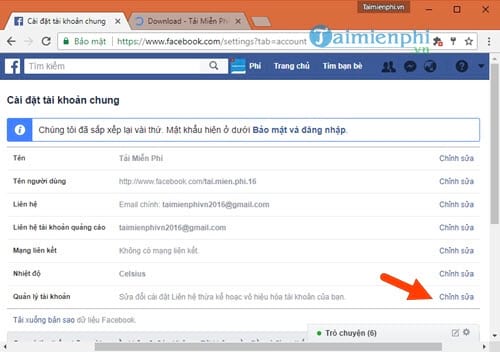 Taimienphi.vn
Cài đặt tài khoản chung
Download - Tải Miễn Phí
Bảo mật https://www.facebook.com/settings?tab=account
Taimienphi
.vn
Tìm kiếm
Phi Trang chủ Tìm bạn bè
Cài đặt tài khoản chung
Chúng tôi đã sắp xếp lại vài thứ. Mật khẩu hiện ở dưới Bảo mật và đăng nhập.
Tên Tải Miễn Phí Chỉnh sửa
Tên người dùng http://www.facebook.com/tai.mien.phi.16 Chỉnh sửa
Liên hệ Email chính: taimienphivn2016@gmail.com Chỉnh sửa
Liên hệ tài khoản quảng cáo taimienphivn2016@gmail.com Chỉnh sửa
Mạng liên kết Không có mạng liên kết. Chỉnh sửa
Nhiệt độ Celsius Chỉnh sửa
Quản lý tài khoản Sửa đổi cài đặt Liên hệ thừa kế hoặc vô hiệu hóa tài khoản của bạn. Chỉnh sửa
Tải xuống bản sao dữ liệu Facebook.
Trò chuyện (6)